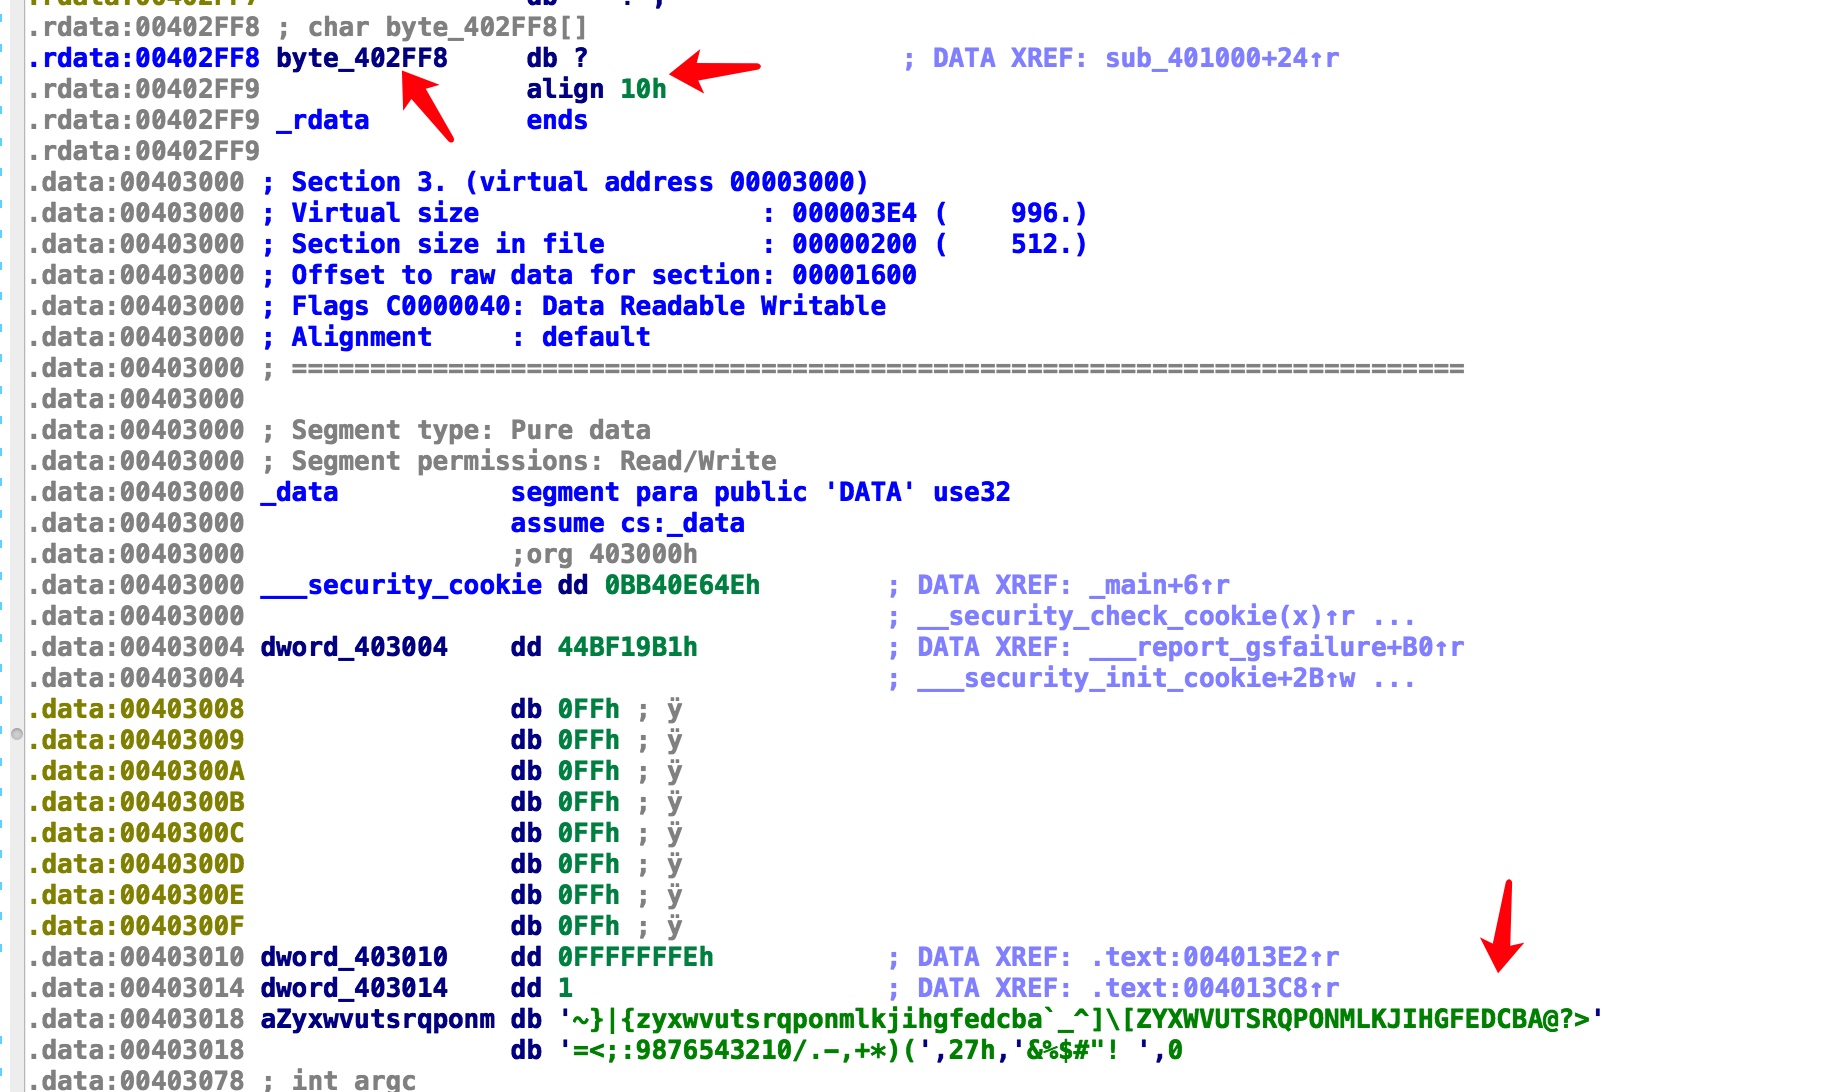 .rdata:00402FF7 db ? ;
.rdata:00402FF8 ; char byte_402FF8[]
.rdata:00402FF8 byte_402FF8 db ? ; DATA XREF: sub_401000+24↑r
.rdata:00402FF9 align 10h
.rdata:00402FF9 _rdata ends
.rdata:00402FF9
.data:00403000 ; Section 3. (virtual address 00003000)
.data:00403000 ; Virtual size : 000003E4 ( 996.)
.data:00403000 ; Section size in file : 00000200 ( 512.)
.data:00403000 ; Offset to raw data for section: 00001600
.data:00403000 ; Flags C0000040: Data Readable Writable
.data:00403000 ; Alignment : default
.data:00403000 ; ===========================================================================
.data:00403000
.data:00403000 ; Segment type: Pure data
.data:00403000 ; Segment permissions: Read/Write
.data:00403000 _data segment para public 'DATA' use32
.data:00403000 assume cs:_data
.data:00403000 ;org 403000h
.data:00403000 ___security_cookie dd 0BB40E64Eh ; DATA XREF: _main+6↑r
.data:00403000 ; __security_check_cookie(x)↑r ...
.data:00403004 dword_403004 dd 44BF19B1h ; DATA XREF: ___report_gsfailure+B0↑r
.data:00403004 ; ___security_init_cookie+2B↑w ...
.data:00403008 db 0FFh ; ÿ
.data:00403009 db 0FFh ; ÿ
.data:0040300A db 0FFh ; ÿ
.data:0040300B db 0FFh ; ÿ
.data:0040300C db 0FFh ; ÿ
.data:0040300D db 0FFh ; ÿ
.data:0040300E db 0FFh ; ÿ
.data:0040300F db 0FFh ; ÿ
.data:00403010 dword_403010 dd 0FFFFFFFEh ; DATA XREF: .text:004013E2↑r
.data:00403014 dword_403014 dd 1 ; DATA XREF: .text:004013C8↑r
.data:00403018 aZyxwvutsrqponm db '~}|{zyxwvutsrqponmlkjihgfedcba`_^]\[ZYXWVUTSRQPONMLKJIHGFEDCBA@?>'
.data:00403018 db '=<;:9876543210/.-,+*)(',27h,'&%$#"! ',0
.data:00403078 ; int argc